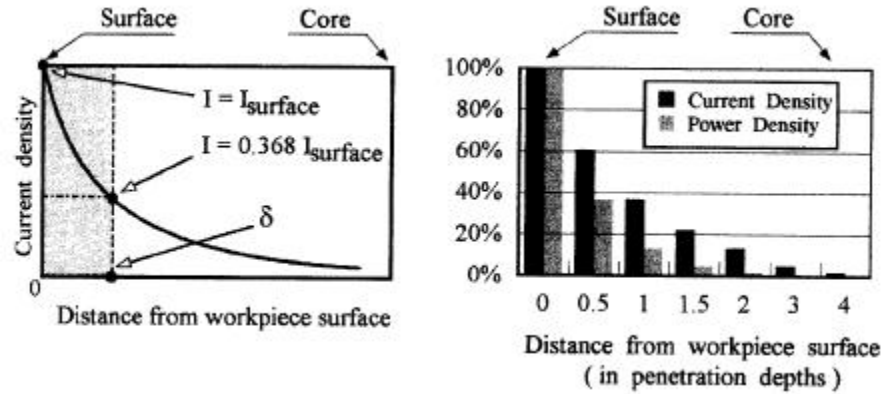 Surface
Core
I = Isurface
I = 0.368 Isurface
δ
Current density
0
Distance from workpiece surface
Surface
Core
100%
80%
60%
40%
20%
0%
Current Density
Power Density
0 0.5 1 1.5 2 3 4
Distance from workpiece surface
( in penetration depths )